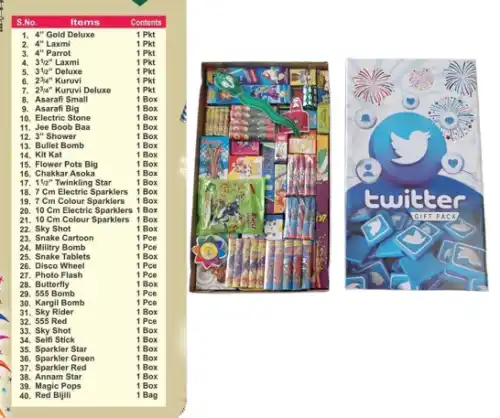 S.No. Items Contents
1. 4" Gold Deluxe 1 Pkt
2. 4" Laxmi 1 Pkt
3. 4" Parrot 1 Pkt
4. 3½" Laxmi 1 Pkt
5. 3½" Deluxe 1 Pkt
6. 2¾" Kuruvi 1 Pkt
7. 2¾" Kuruvi Deluxe 1 Pkt
8. Asarafi Small 1 Box
9. Asarafi Big 1 Box
10. Electric Stone 1 Box
11. Jee Boob Baa 1 Box
12. 3" Shower 1 Box
13. Bullet Bomb 1 Box
14. Kit Kat 1 Box
15. Flower Pots Big 1 Box
16. Chakkar Asoka 1 Box
17. 1½" Twinkling Star 1 Box
18. 7 Cm Electric Sparklers 1 Box
19. 7 Cm Colour Sparklers 1 Box
20. 10 Cm Electric Sparklers 1 Box
21. 10 Cm Colour Sparklers 1 Box
22. Sky Shot 1 Box
23. Snake Cartoon 1 Pce
24. Militry Bomb 1 Pce
25. Snake Tablets 1 Box
26. Disco Wheel 1 Pce
27. Photo Flash 1 Pce
28. Butterfly 1 Box
29. 555 Bomb 1 Pce
30. Kargil Bomb 1 Pce
31. Sky Rider 1 Box
32. 555 Red 1 Pce
33. Sky Shot 1 Box
34. Selfi Stick 1 Box
35. Sparkler Star 1 Box
36. Sparkler Green 1 Box
37. Sparkler Red 1 Box
38. Annam Star 1 Box
39. Magic Pops 1 Box
40. Red Bijili 1 Bag
twitter
GIFT PACK